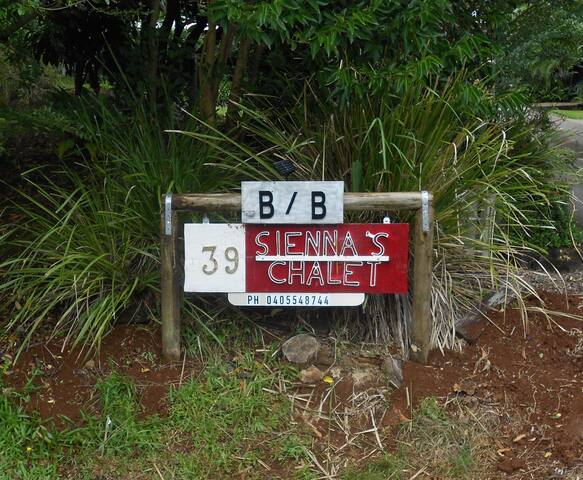 B / B
39
SIENNA'S
CHALET
PH 0405548744